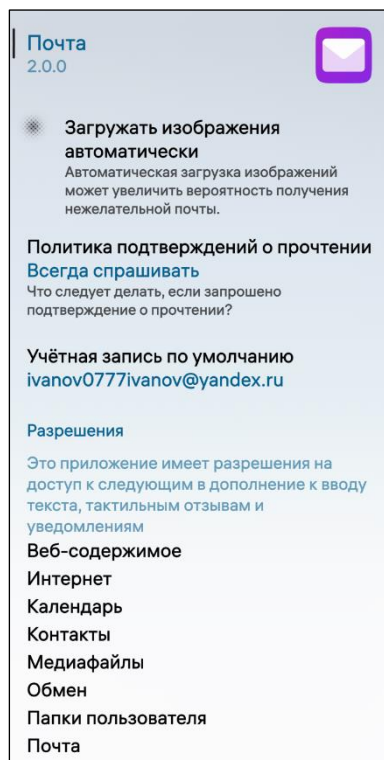 Почта
2.0.0
Загружать изображения
автоматически
Автоматическая загрузка изображений
может увеличить вероятность получения
нежелательной почты.
Политика подтверждений о прочтении
Всегда спрашивать
Что следует делать, если запрошено
подтверждение о прочтении?
Учётная запись по умолчанию
ivanov0777ivanov@yandex.ru
Разрешения
Это приложение имеет разрешения на
доступ к следующим в дополнение к вводу
текста, тактильным отзывам и
уведомлениям
Веб-содержимое
Интернет
Календарь
Контакты
Медиафайлы
Обмен
Папки пользователя
Почта